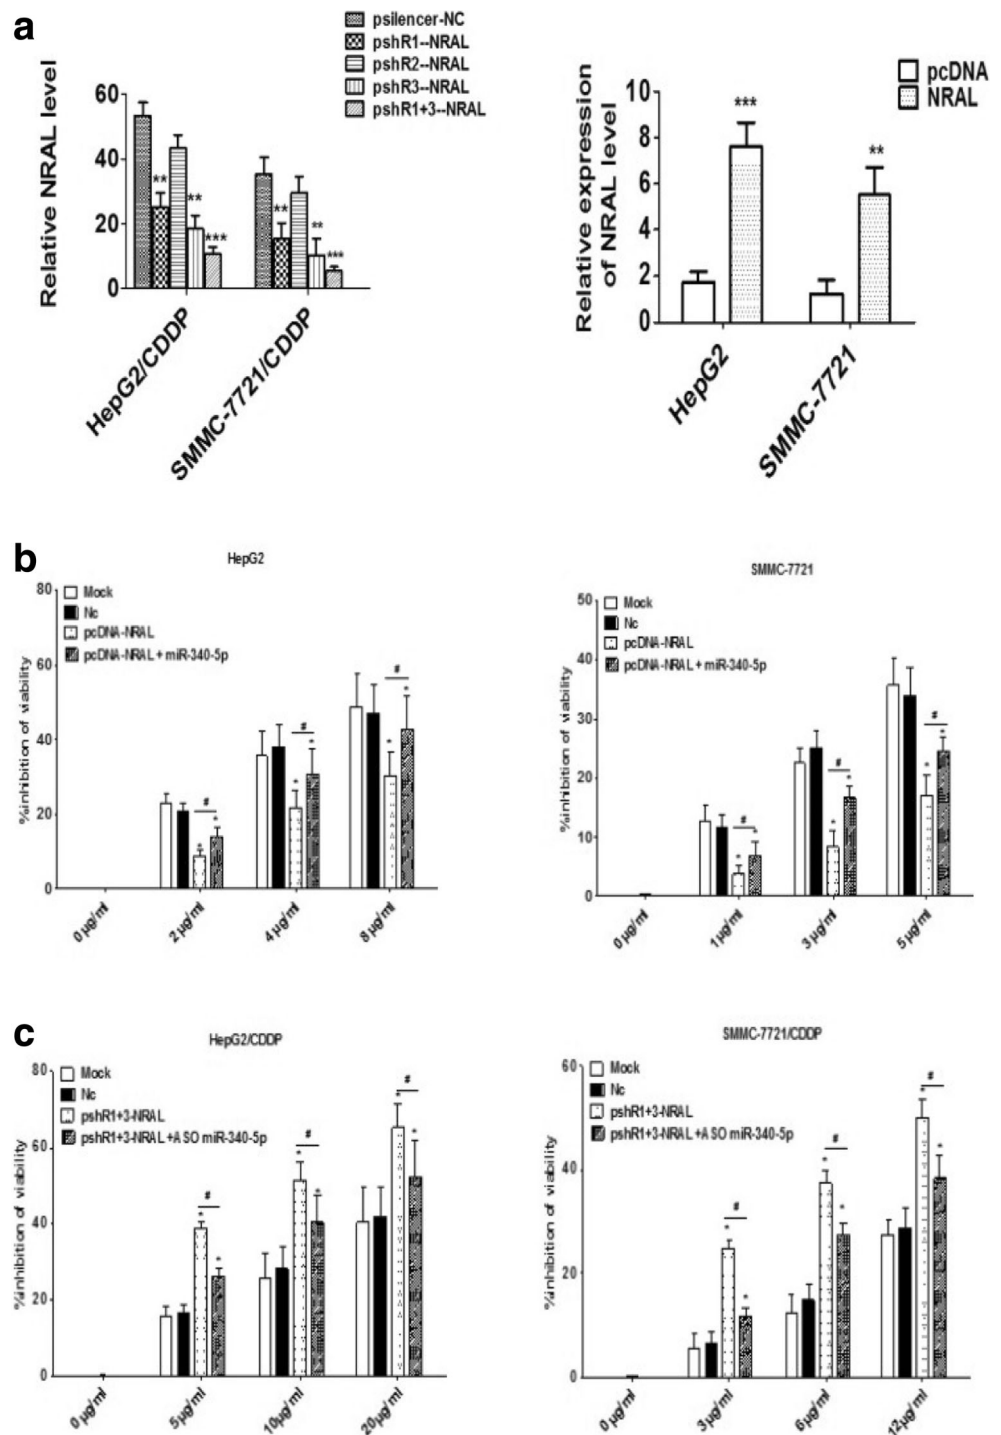 a
psilencer-NC
pshR1--NRAL
pshR2--NRAL
pshR3--NRAL
pshR1+3--NRAL
Relative NRAL level
60
40
20
0
**
**
***
**
**
***
HepG2/CDDP
SMMC-7721/CDDP
pcDNA
NRAL
Relative expression
of NRAL level
10
8
6
4
2
0
***
**
HepG2
SMMC-7721
b
HepG2
Mock
Nc
pcDNA-NRAL
pcDNA-NRAL + miR-340-5p
%inhibition of viability
80
60
40
20
0
#
*
*
#
*
*
#
*
*
0 µg/ml
2 µg/ml
4 µg/ml
8 µg/ml
SMMC-7721
Mock
Nc
pcDNA-NRAL
pcDNA-NRAL + miR-340-5p
%inhibition of viability
50
40
30
20
10
0
#
*
*
#
*
*
#
*
*
0 µg/ml
1 µg/ml
3 µg/ml
5 µg/ml
c
HepG2/CDDP
Mock
Nc
pshR1+3-NRAL
pshR1+3-NRAL +ASO miR-340-5p
%inhibition of viability
80
60
40
20
0
#
*
*
#
*
*
#
*
*
0 µg/ml
5 µg/ml
10µg/ml
20µg/ml
SMMC-7721/CDDP
Mock
Nc
pshR1+3-NRAL
pshR1+3-NRAL +ASO miR-340-5p
%inhibition of viability
60
40
20
0
#
*
*
#
*
*
#
*
*
0 µg/ml
3 µg/ml
6 µg/ml
12µg/ml